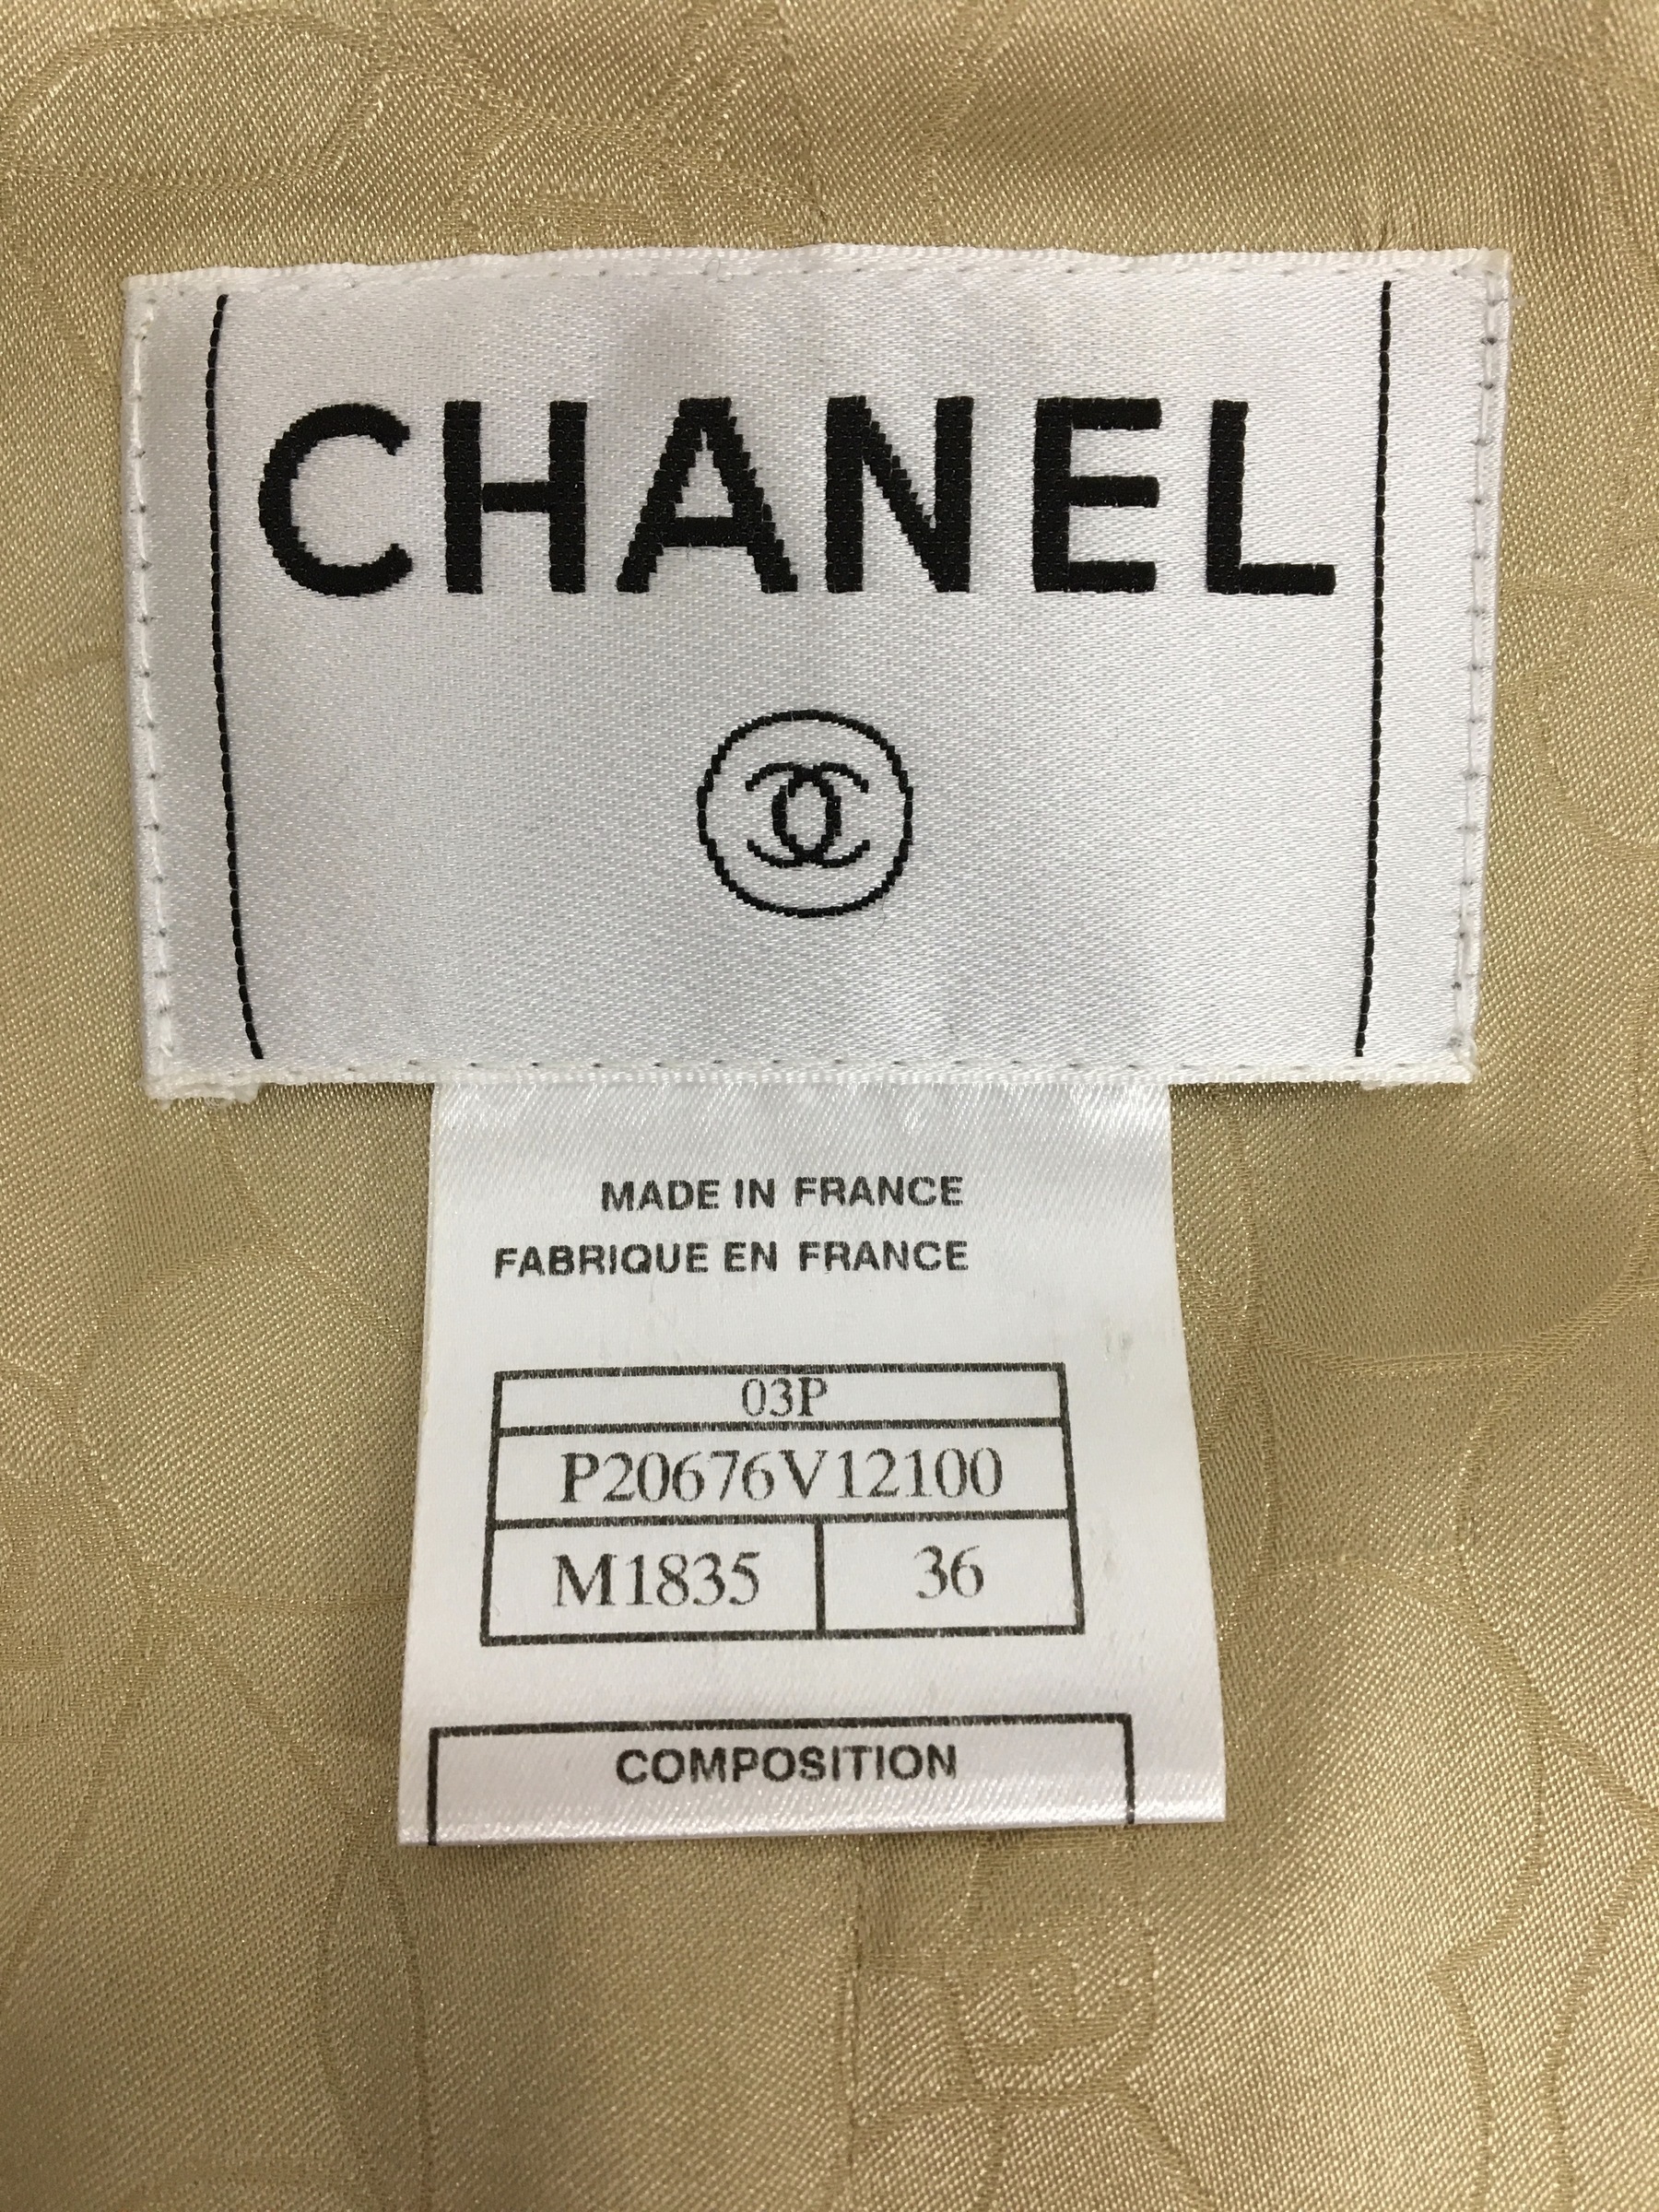 CHANEL
MADE IN FRANCE
FABRIQUE EN FRANCE
03P
P20676V12100
M1835 36
COMPOSITION